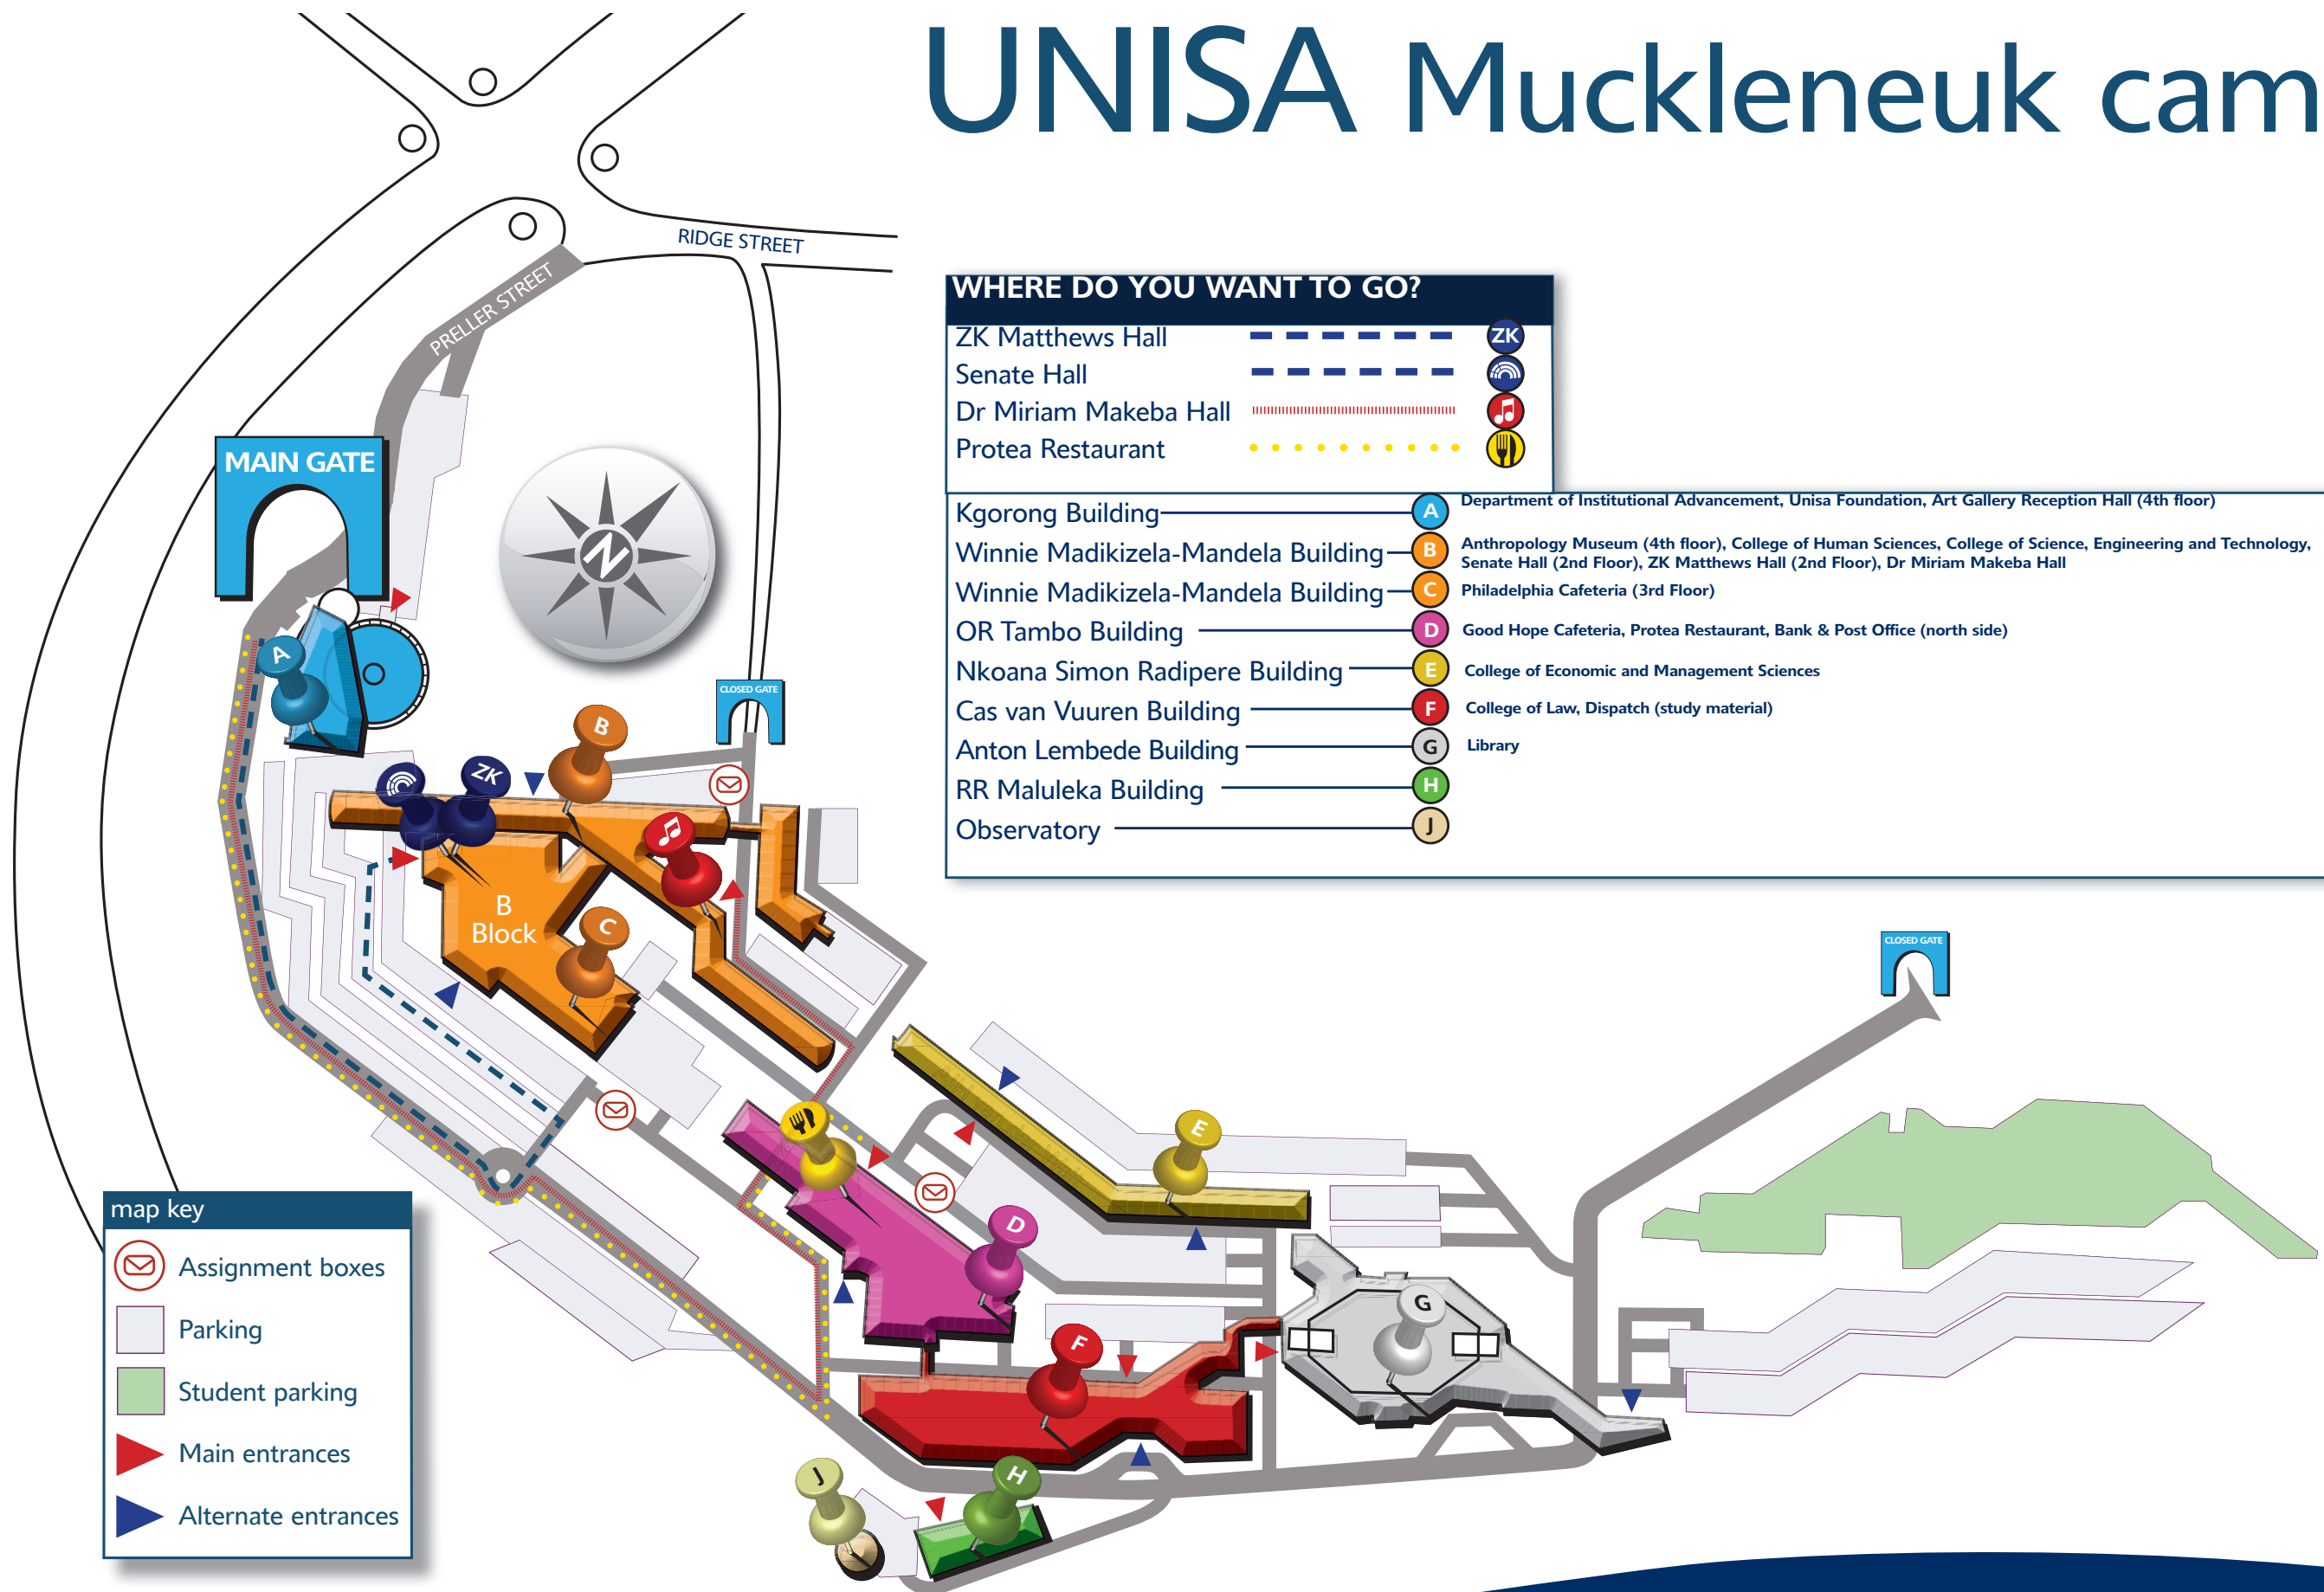 UNISA Muckleneuk cam
RIDGE STREET
PRELLER STREET
WHERE DO YOU WANT TO GO?
ZK Matthews Hall ZK
Senate Hall
Dr Miriam Makeba Hall
Protea Restaurant
MAIN GATE
N
Kgorong Building A Department of Institutional Advancement, Unisa Foundation, Art Gallery Reception Hall (4th floor)
Winnie Madikizela-Mandela Building B Anthropology Museum (4th floor), College of Human Sciences, College of Science, Engineering and Technology,
Senate Hall (2nd Floor), ZK Matthews Hall (2nd Floor), Dr Miriam Makeba Hall
Winnie Madikizela-Mandela Building C Philadelphia Cafeteria (3rd Floor)
OR Tambo Building D Good Hope Cafeteria, Protea Restaurant, Bank & Post Office (north side)
Nkoana Simon Radipere Building E College of Economic and Management Sciences
Cas van Vuuren Building F College of Law, Dispatch (study material)
Anton Lembede Building G Library
RR Maluleka Building H
Observatory J
A
CLOSED GATE
B
ZK
B
Block
C
CLOSED GATE
E
D
G
F
J
H
map key
Assignment boxes
Parking
Student parking
Main entrances
Alternate entrances